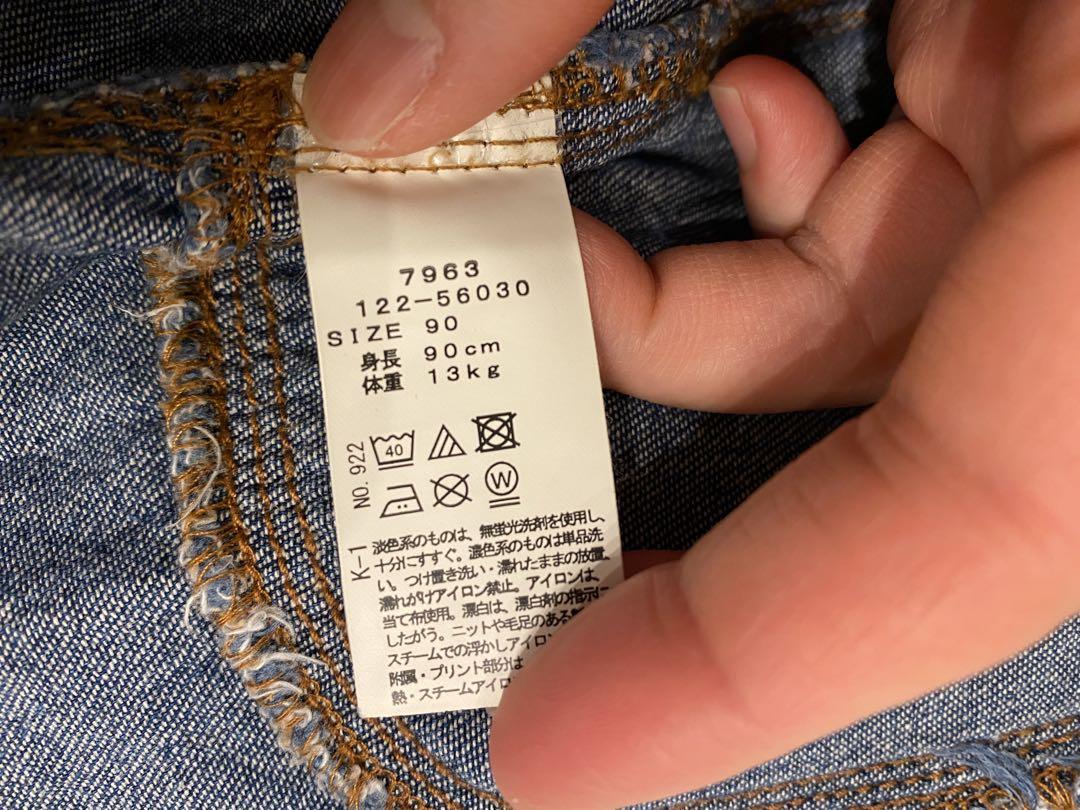 7963
122-56030
SIZE 90
身長 90cm
体重 13kg
NO. 922
40
W
K-1
淡色系のものは、無蛍光洗剤を使用し、
十分にすすぐ。濃色系のものは単品洗
い。つけ置き洗い・濡れたままの放置、
濡れがけアイロン禁止。アイロンは、
当て布使用。漂白は、漂白剤の指示に
したがう。ニットや毛足のある
スチームでの浮かしアイロン
附属・プリント部分は
熱・スチームアイロ